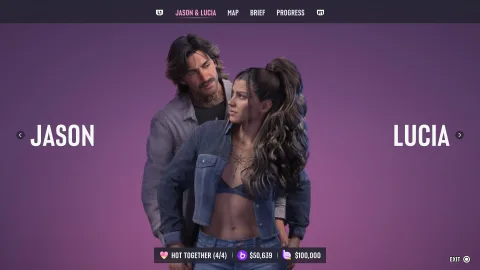 JASON & LUCIA MAP BRIEF PROGRESS
JASON
LUCIA
HOT TOGETHER (4/4) | $50,639 | $100,000
EXIT